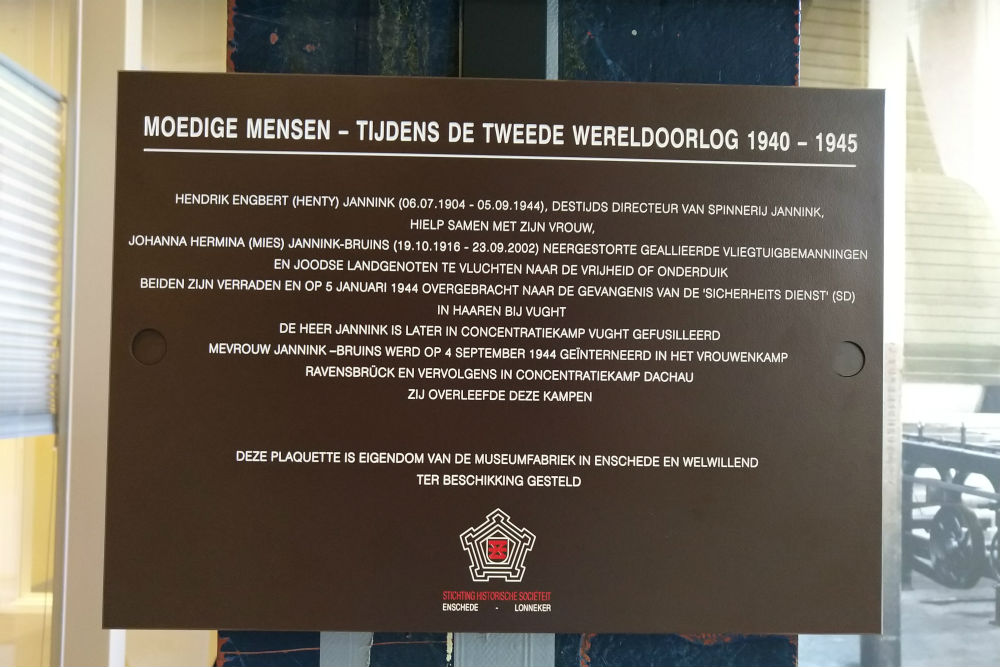 MOEDIGE MENSEN – TIJDENS DE TWEEDE WERELDOORLOG 1940 – 1945
HENDRIK ENGBERT (HENTY) JANNINK (06.07.1904 - 05.09.1944), DESTIJDS DIRECTEUR VAN SPINNERIJ JANNINK,
HIELP SAMEN MET ZIJN VROUW,
JOHANNA HERMINA (MIES) JANNINK-BRUINS (19.10.1916 - 23.09.2002) NEERGESTORTE GEALLIEERDE VLIEGTUIGBEMANNINGEN
EN JOODSE LANDGENOTEN TE VLUCHTEN NAAR DE VRIJHEID OF ONDERDUIK
BEIDEN ZIJN VERRADEN EN OP 5 JANUARI 1944 OVERGEBRACHT NAAR DE GEVANGENIS VAN DE 'SICHERHEITS DIENST' (SD)
IN HAAREN BIJ VUGHT
DE HEER JANNINK IS LATER IN CONCENTRATIEKAMP VUGHT GEFUSILLEERD
MEVROUW JANNINK –BRUINS WERD OP 4 SEPTEMBER 1944 GEÏNTERNEERD IN HET VROUWENKAMP
RAVENSBRÜCK EN VERVOLGENS IN CONCENTRATIEKAMP DACHAU
ZIJ OVERLEEFDE DEZE KAMPEN
DEZE PLAQUETTE IS EIGENDOM VAN DE MUSEUMFABRIEK IN ENSCHEDE EN WELWILLEND
TER BESCHIKKING GESTELD
STICHTING HISTORISCHE SOCIËTEIT
ENSCHEDE - LONNEKER